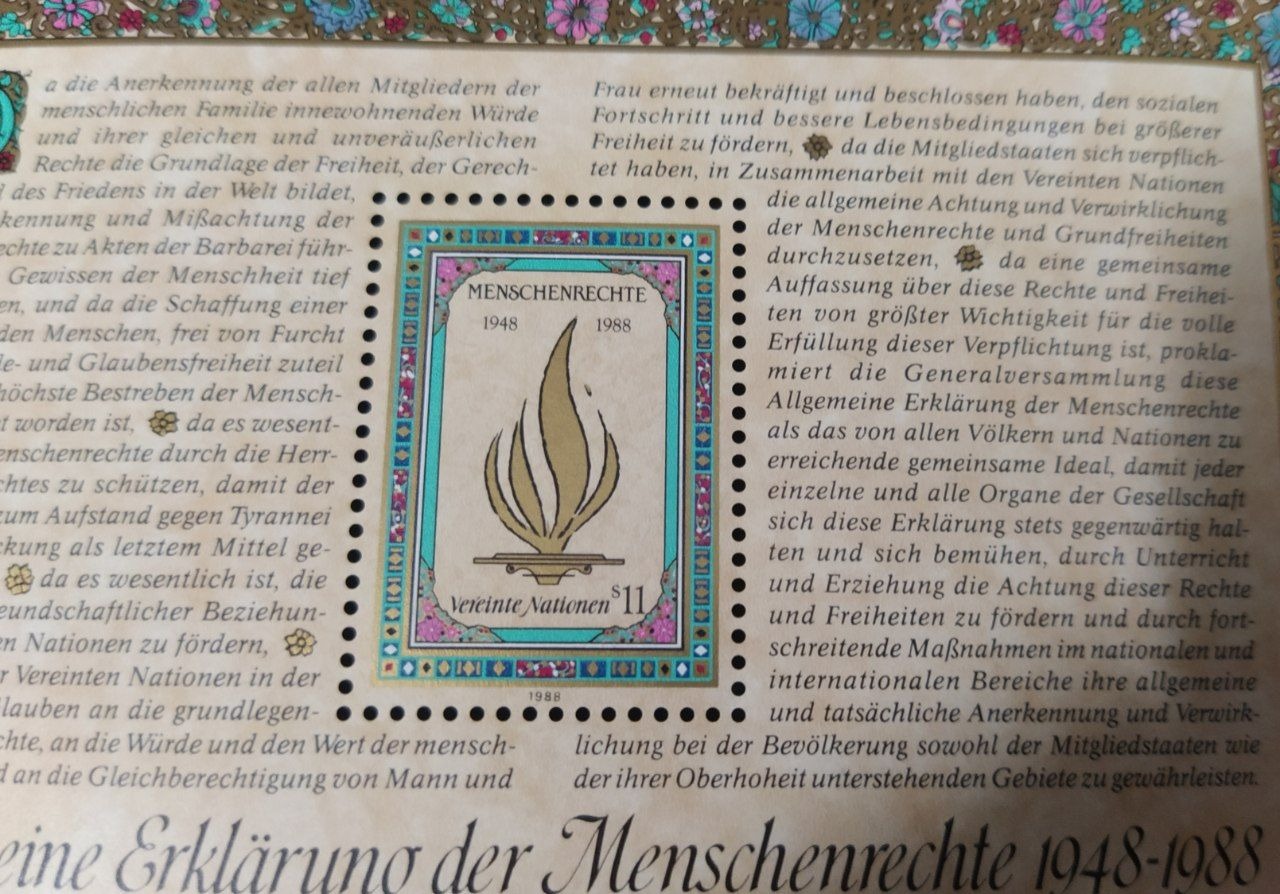 a die Anerkennung der allen Mitgliedern der
menschlichen Familie innewohnenden Würde
und ihrer gleichen und unveräußerlichen
Rechte die Grundlage der Freiheit, der Gerech-
des Friedens in der Welt bildet,
kennung und Mißachtung der
echte zu Akten der Barbarei führ-
Gewissen der Menschheit tief
en, und da die Schaffung einer
den Menschen, frei von Furcht
e- und Glaubensfreiheit zuteil
höchste Bestreben der Mensch-
t worden ist, da es wesent-
enschenrechte durch die Herr-
chtes zu schützen, damit der
zum Aufstand gegen Tyrannei
ckung als letztem Mittel ge-
da es wesentlich ist, die
eundschaftlicher Beziehun-
en Nationen zu fördern,
r Vereinten Nationen in der
lauben an die grundlegen-
chte, an die Würde und den Wert der mensch-
d an die Gleichberechtigung von Mann und
MENSCHENRECHTE
1948 1988
Vereinte Nationen $11
1988
Frau erneut bekräftigt und beschlossen haben, den sozialen
Fortschritt und bessere Lebensbedingungen bei größerer
Freiheit zu fördern, da die Mitgliedstaaten sich verpflich-
tet haben, in Zusammenarbeit mit den Vereinten Nationen
die allgemeine Achtung und Verwirklichung
der Menschenrechte und Grundfreiheiten
durchzusetzen, da eine gemeinsame
Auffassung über diese Rechte und Freihei-
ten von größter Wichtigkeit für die volle
Erfüllung dieser Verpflichtung ist, prokla-
miert die Generalversammlung diese
Allgemeine Erklärung der Menschenrechte
als das von allen Völkern und Nationen zu
erreichende gemeinsame Ideal, damit jeder
einzelne und alle Organe der Gesellschaft
sich diese Erklärung stets gegenwärtig hal-
ten und sich bemühen, durch Unterricht
und Erziehung die Achtung dieser Rechte
und Freiheiten zu fördern und durch fort-
schreitende Maßnahmen im nationalen und
internationalen Bereiche ihre allgemeine
und tatsächliche Anerkennung und Verwirk-
lichung bei der Bevölkerung sowohl der Mitgliedstaaten wie
der ihrer Oberhoheit unterstehenden Gebiete zu gewährleisten.
eine Erklärung der Menschenrechte 1948-1988